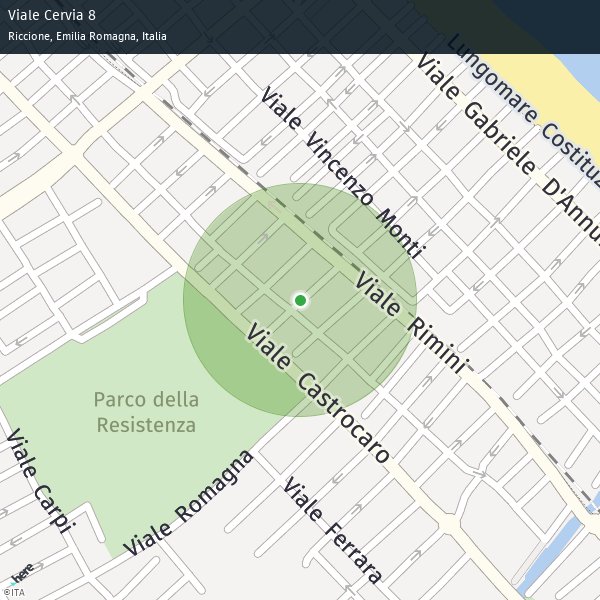 Viale Cervia 8
Riccione, Emilia Romagna, Italia
Lungomare Costituz
Viale Gabriele D'Annu
Viale Vincenzo Monti
Viale Rimini
Viale Castrocaro
Parco della
Resistenza
Viale Carpi
Viale Romagna
Viale Ferrara
here
©ITA